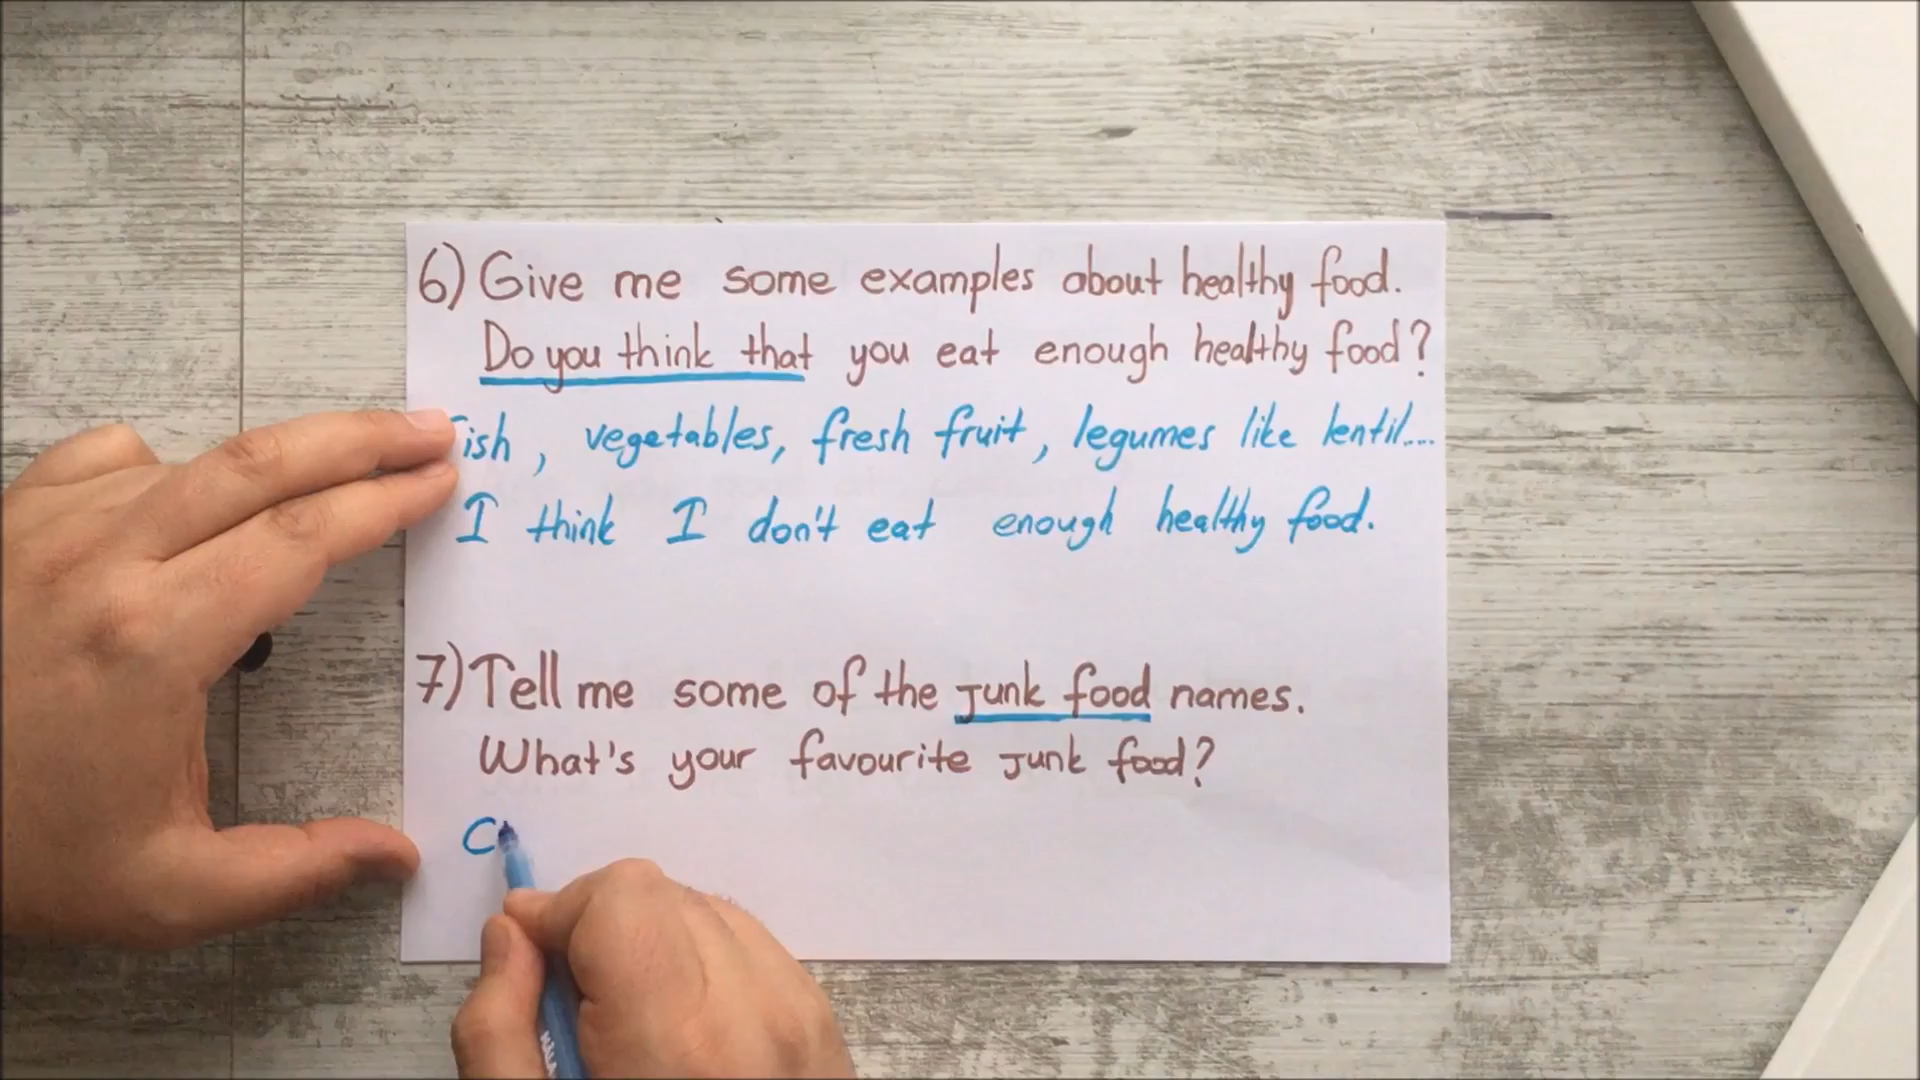 6) Give me some examples about healthy food.
Do you think that you eat enough healthy food?
Fish, vegetables, fresh fruit, legumes like lentil....
I think I don't eat enough healthy food.
7) Tell me some of the junk food names.
What's your favourite junk food?
C